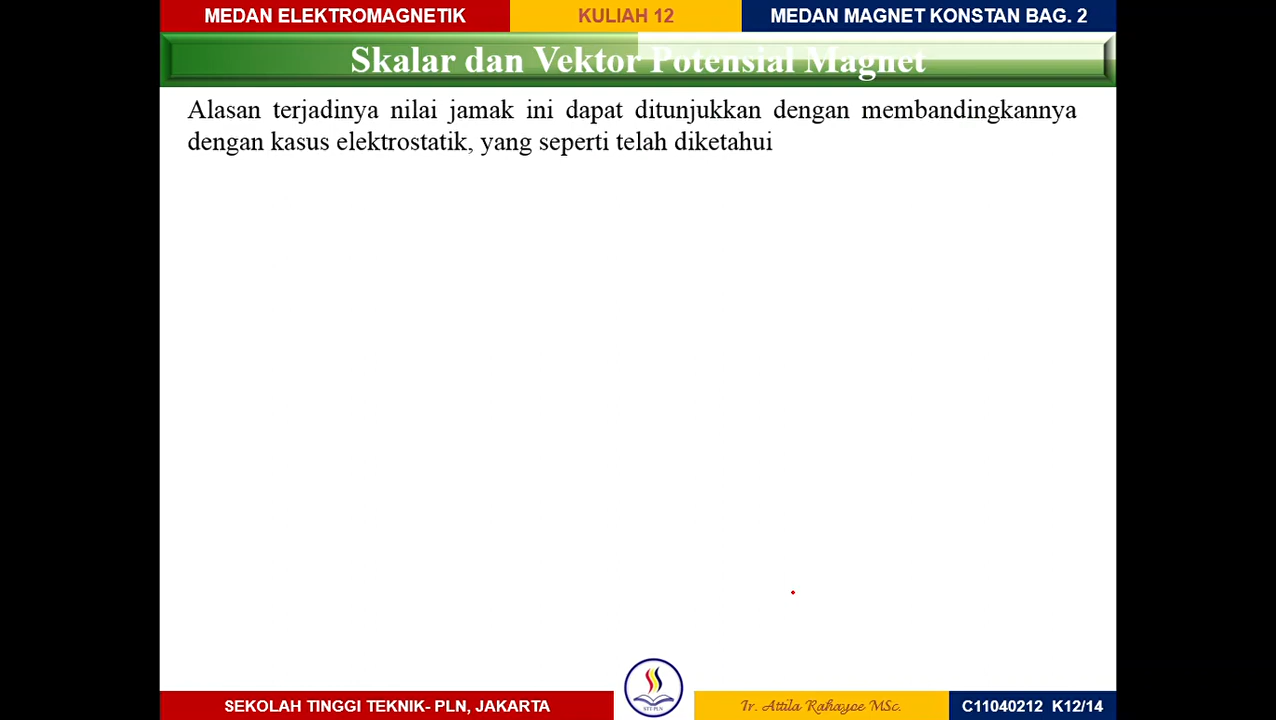 MEDAN ELEKTROMAGNETIK KULIAH 12 MEDAN MAGNET KONSTAN BAG. 2
Skalar dan Vektor Potensial Magnet
Alasan terjadinya nilai jamak ini dapat ditunjukkan dengan membandingkannya
dengan kasus elektrostatik, yang seperti telah diketahui
STT-PLN
SEKOLAH TINGGI TEKNIK- PLN, JAKARTA Ir. Attila Rahayoe MSc. C11040212 K12/14